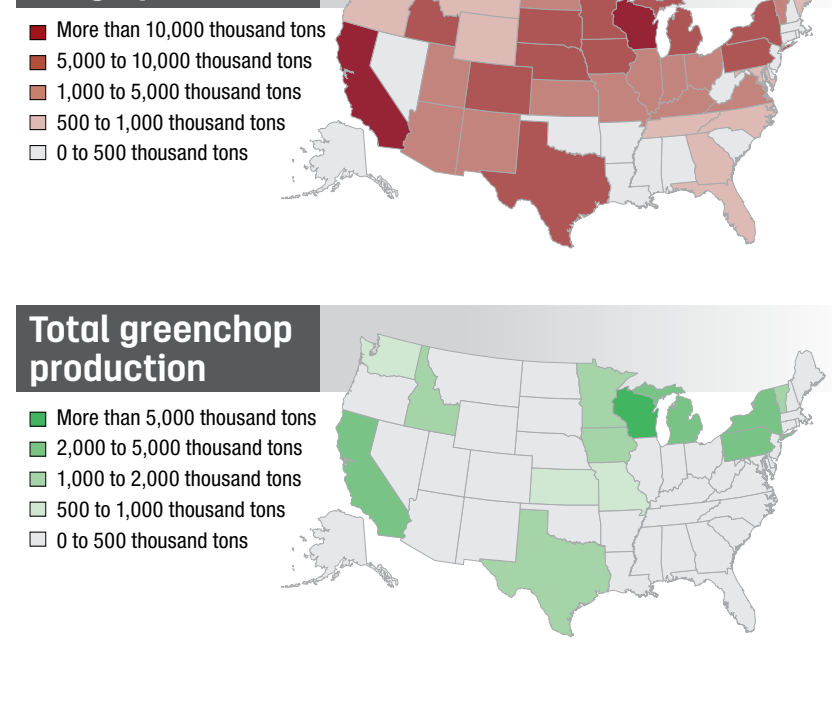 More than 10,000 thousand tons
5,000 to 10,000 thousand tons
1,000 to 5,000 thousand tons
500 to 1,000 thousand tons
0 to 500 thousand tons
Total greenchop
production
More than 5,000 thousand tons
2,000 to 5,000 thousand tons
1,000 to 2,000 thousand tons
500 to 1,000 thousand tons
0 to 500 thousand tons